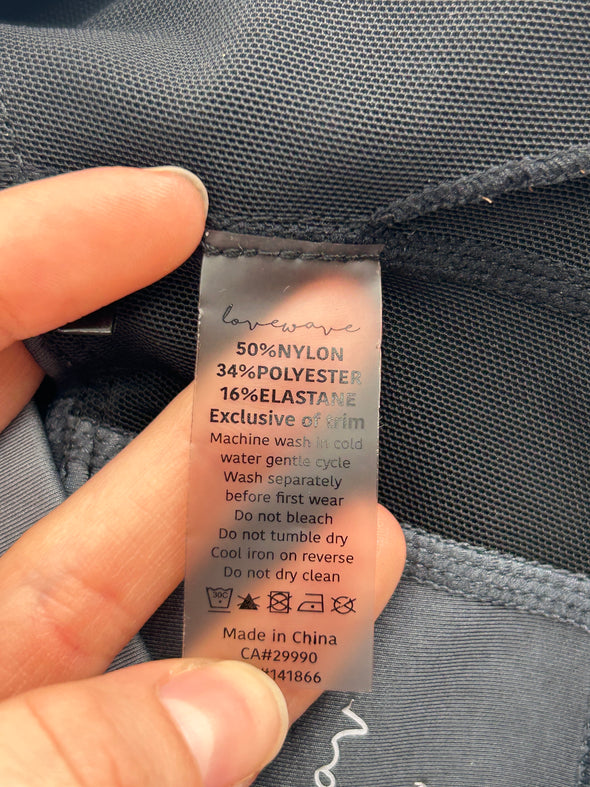 lovewave
50%NYLON
34%POLYESTER
16%ELASTANE
Exclusive of trim
Machine wash in cold
water gentle cycle
Wash separately
before first wear
Do not bleach
Do not tumble dry
Cool iron on reverse
Do not dry clean
30C
Made in China
CA#29990
#141866